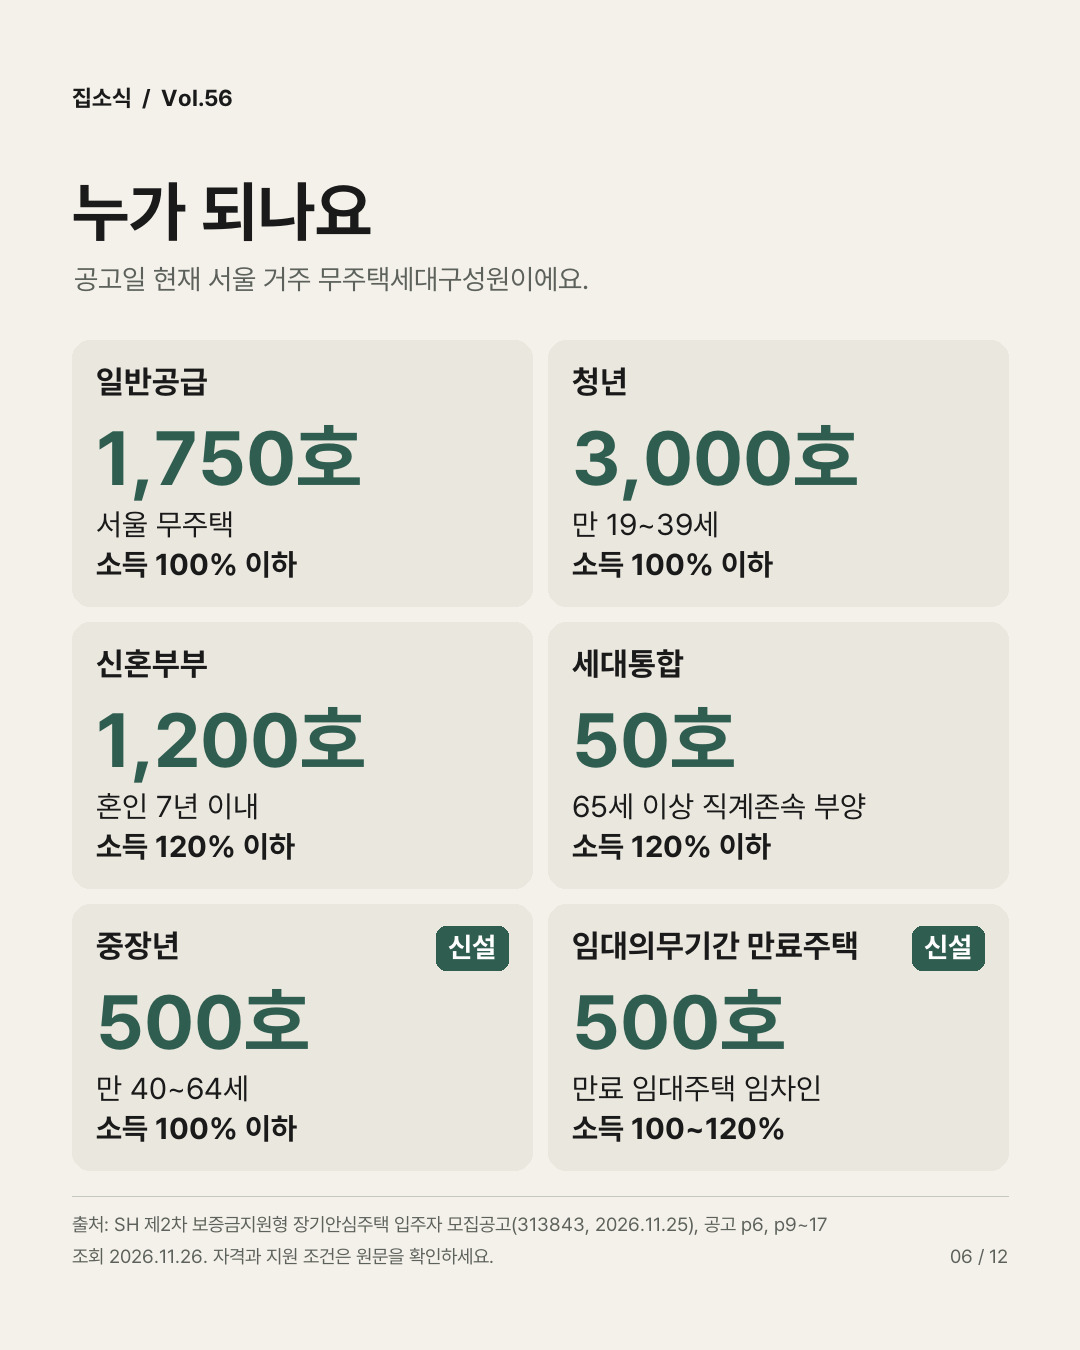 집소식 / Vol.56
누가 되나요
공고일 현재 서울 거주 무주택세대구성원이에요.
일반공급
1,750호
서울 무주택
소득 100% 이하
청년
3,000호
만 19~39세
소득 100% 이하
신혼부부
1,200호
혼인 7년 이내
소득 120% 이하
세대통합
50호
65세 이상 직계존속 부양
소득 120% 이하
중장년 신설
500호
만 40~64세
소득 100% 이하
임대의무기간 만료주택 신설
500호
만료 임대주택 임차인
소득 100~120%
출처: SH 제2차 보증금지원형 장기안심주택 입주자 모집공고(313843, 2026.11.25), 공고 p6, p9~17
조회 2026.11.26. 자격과 지원 조건은 원문을 확인하세요.
06 / 12